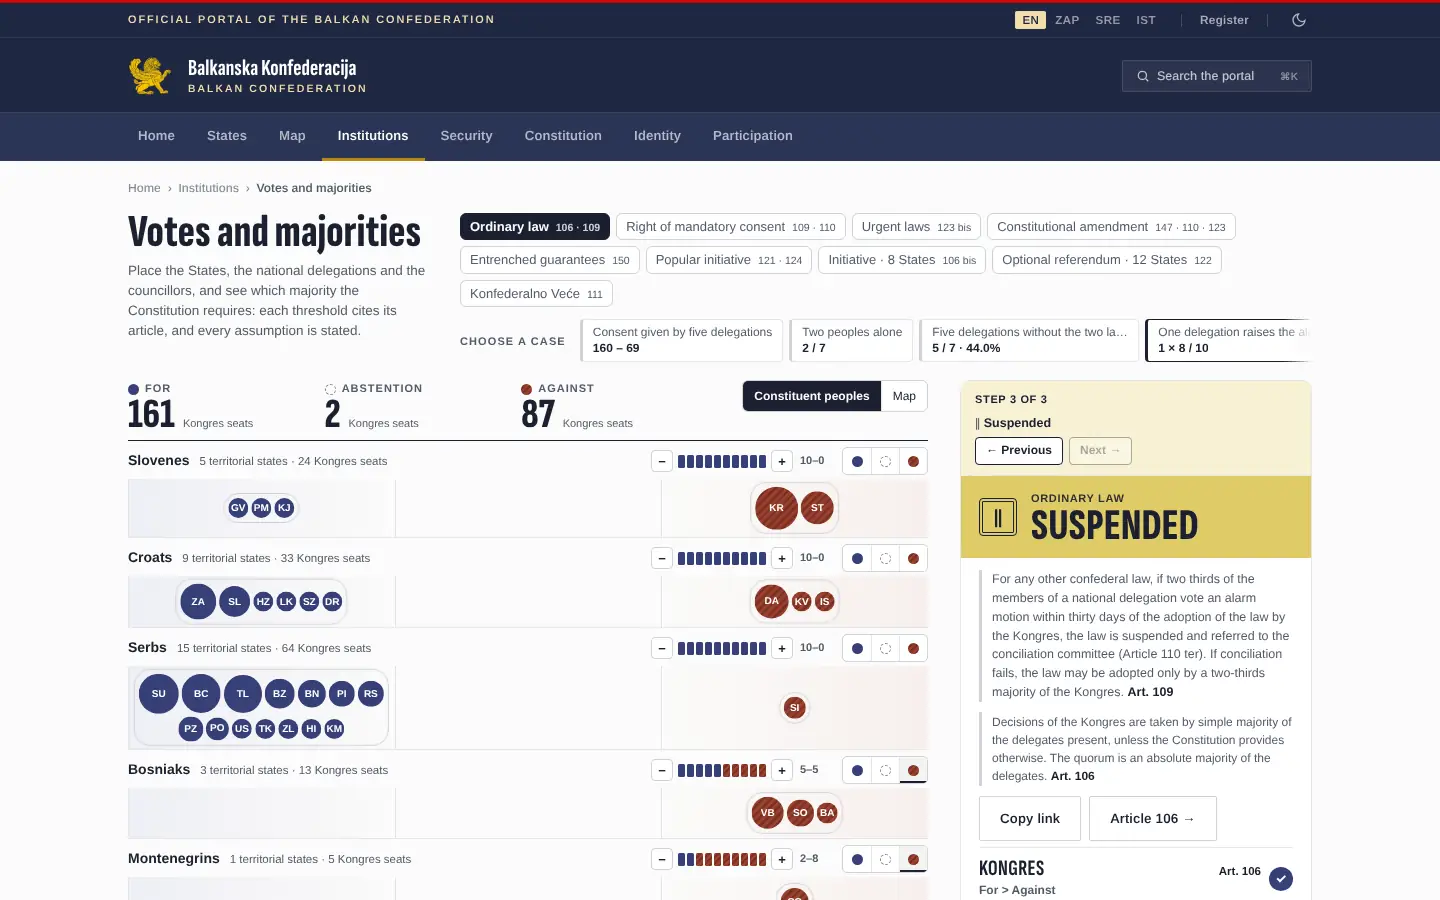 OFFICIAL PORTAL OF THE BALKAN CONFEDERATION
EN ZAP SRE IST Register
Balkanska Konfederacija
BALKAN CONFEDERATION
Search the portal ⌘K
Home States Map Institutions Security Constitution Identity Participation
Home › Institutions › Votes and majorities
Votes and majorities
Place the States, the national delegations and the
councillors, and see which majority the
Constitution requires: each threshold cites its
article, and every assumption is stated.
Ordinary law 106 · 109 Right of mandatory consent 109 · 110 Urgent laws 123 bis Constitutional amendment 147 · 110 · 123
Entrenched guarantees 150 Popular initiative 121 · 124 Initiative · 8 States 106 bis Optional referendum · 12 States 122
Konfederalno Veće 111
CHOOSE A CASE
Consent given by five delegations
160 – 69
Two peoples alone
2 / 7
Five delegations without the two la…
5 / 7 · 44.0%
One delegation raises the al
1 × 8 / 10
FOR
161 Kongres seats
ABSTENTION
2 Kongres seats
AGAINST
87 Kongres seats
Constituent peoples Map
Slovenes 5 territorial states · 24 Kongres seats − + 10–0
GV PM KJ KR ST
Croats 9 territorial states · 33 Kongres seats − + 10–0
ZA SL HZ LK SZ DR DA KV IS
Serbs 15 territorial states · 64 Kongres seats − + 10–0
SU BC TL BZ BN PI RS
PZ PO US TK ZL HI KM
SI
Bosniaks 3 territorial states · 13 Kongres seats − + 5–5
VB SO BA
Montenegrins 1 territorial states · 5 Kongres seats − + 2–8
STEP 3 OF 3
‖ Suspended
← Previous Next →
ORDINARY LAW
SUSPENDED
For any other confederal law, if two thirds of the
members of a national delegation vote an alarm
motion within thirty days of the adoption of the law by
the Kongres, the law is suspended and referred to the
conciliation committee (Article 110 ter). If conciliation
fails, the law may be adopted only by a two-thirds
majority of the Kongres. Art. 109
Decisions of the Kongres are taken by simple majority of
the delegates present, unless the Constitution provides
otherwise. The quorum is an absolute majority of the
delegates. Art. 106
Copy link Article 106 →
KONGRES Art. 106
For > Against